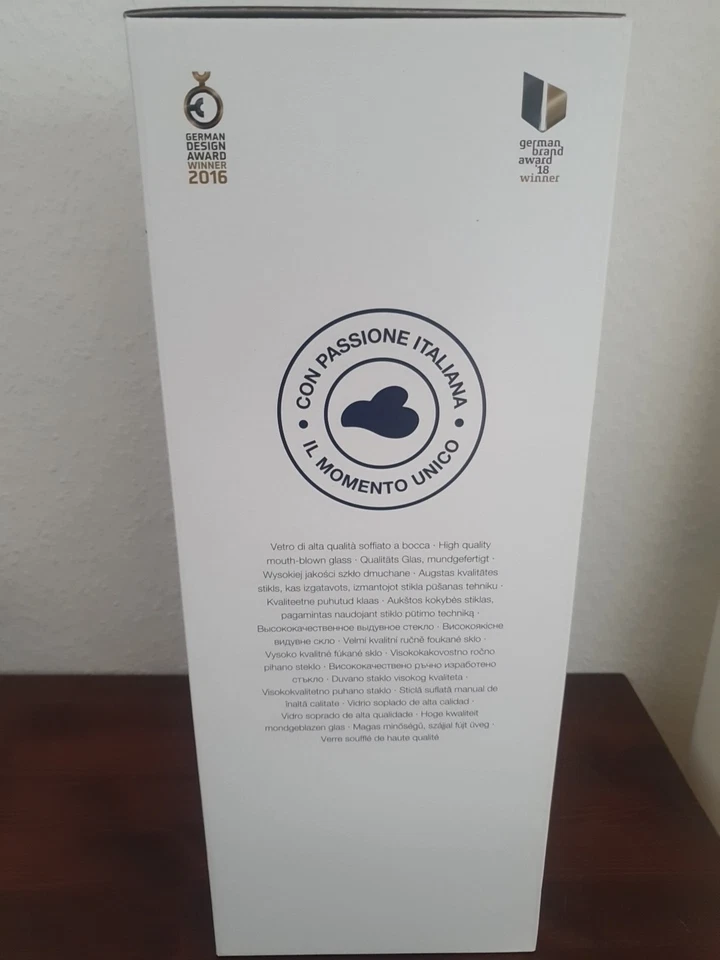 GERMAN
DESIGN
AWARD
WINNER
2016
german
brand
award
'18
winner
CON PASSIONE ITALIANA
IL MOMENTO UNICO
Vetro di alta qualità soffiato a bocca · High quality
mouth-blown glass · Qualitäts Glas, mundgefertigt ·
Wysokiej jakości szkło dmuchane · Augstas kvalitātes
stikls, kas izgatavots, izmantojot stikla pūšanas tehniku ·
Kvaliteetne puhutud klaas · Aukštos kokybės stiklas,
pagamintas naudojant stiklo pūtimo techniką ·
Высококачественное выдувное стекло · Високоякісне
видувне скло · Velmi kvalitní ručně foukané sklo ·
Vysoko kvalitné fúkané sklo · Visokokakovostno ročno
pihano steklo · Висококачествено ръчно изработено
стъкло · Duvano staklo visokog kvaliteta ·
Visokokvalitetno puhano staklo · Sticlă suflată manual de
înaltă calitate · Vidrio soplado de alta calidad ·
Vidro soprado de alta qualidade · Hoge kwaliteit
mondgeblazen glas · Magas minőségű, szájjal fújt üveg ·
Verre soufflé de haute qualité